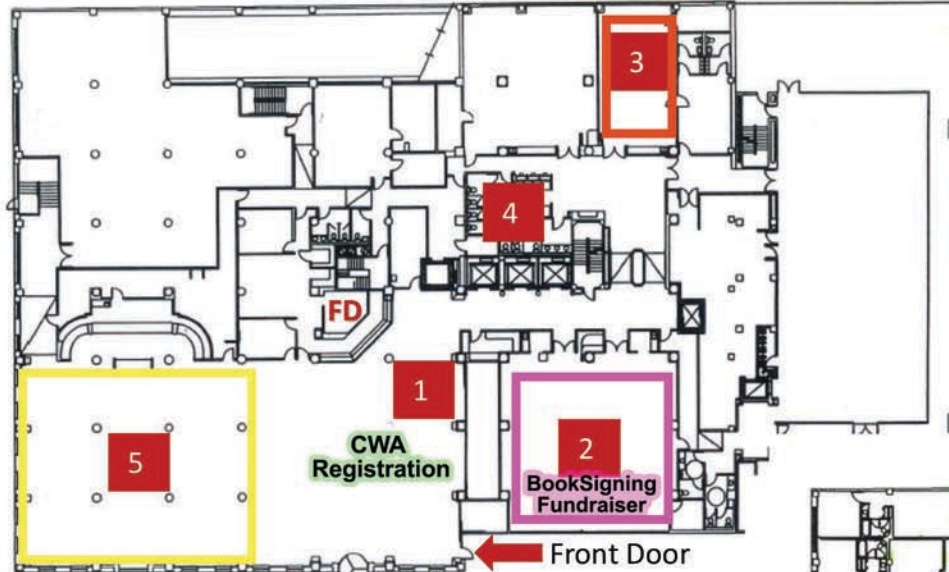 3
4
FD
1
CWA
Registration
5
2
BookSigning
Fundraiser
Front Door